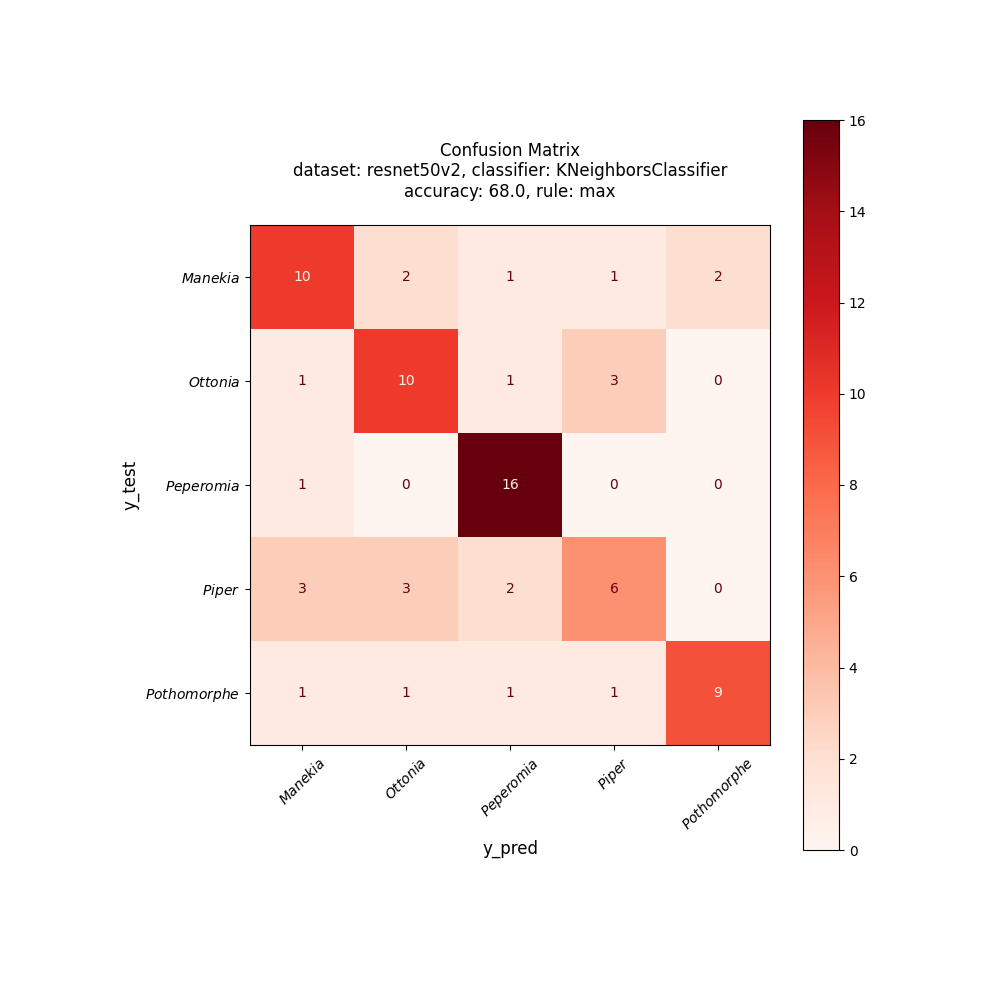 Confusion Matrix
dataset: resnet50v2, classifier: KNeighborsClassifier
accuracy: 68.0, rule: max
16
14
12
10
8
6
4
2
0
y_test
Manekia 10 2 1 1 2
Ottonia 1 10 1 3 0
Peperomia 1 0 16 0 0
Piper 3 3 2 6 0
Pothomorphe 1 1 1 1 9
Manekia Ottonia Peperomia Piper Pothomorphe
y_pred